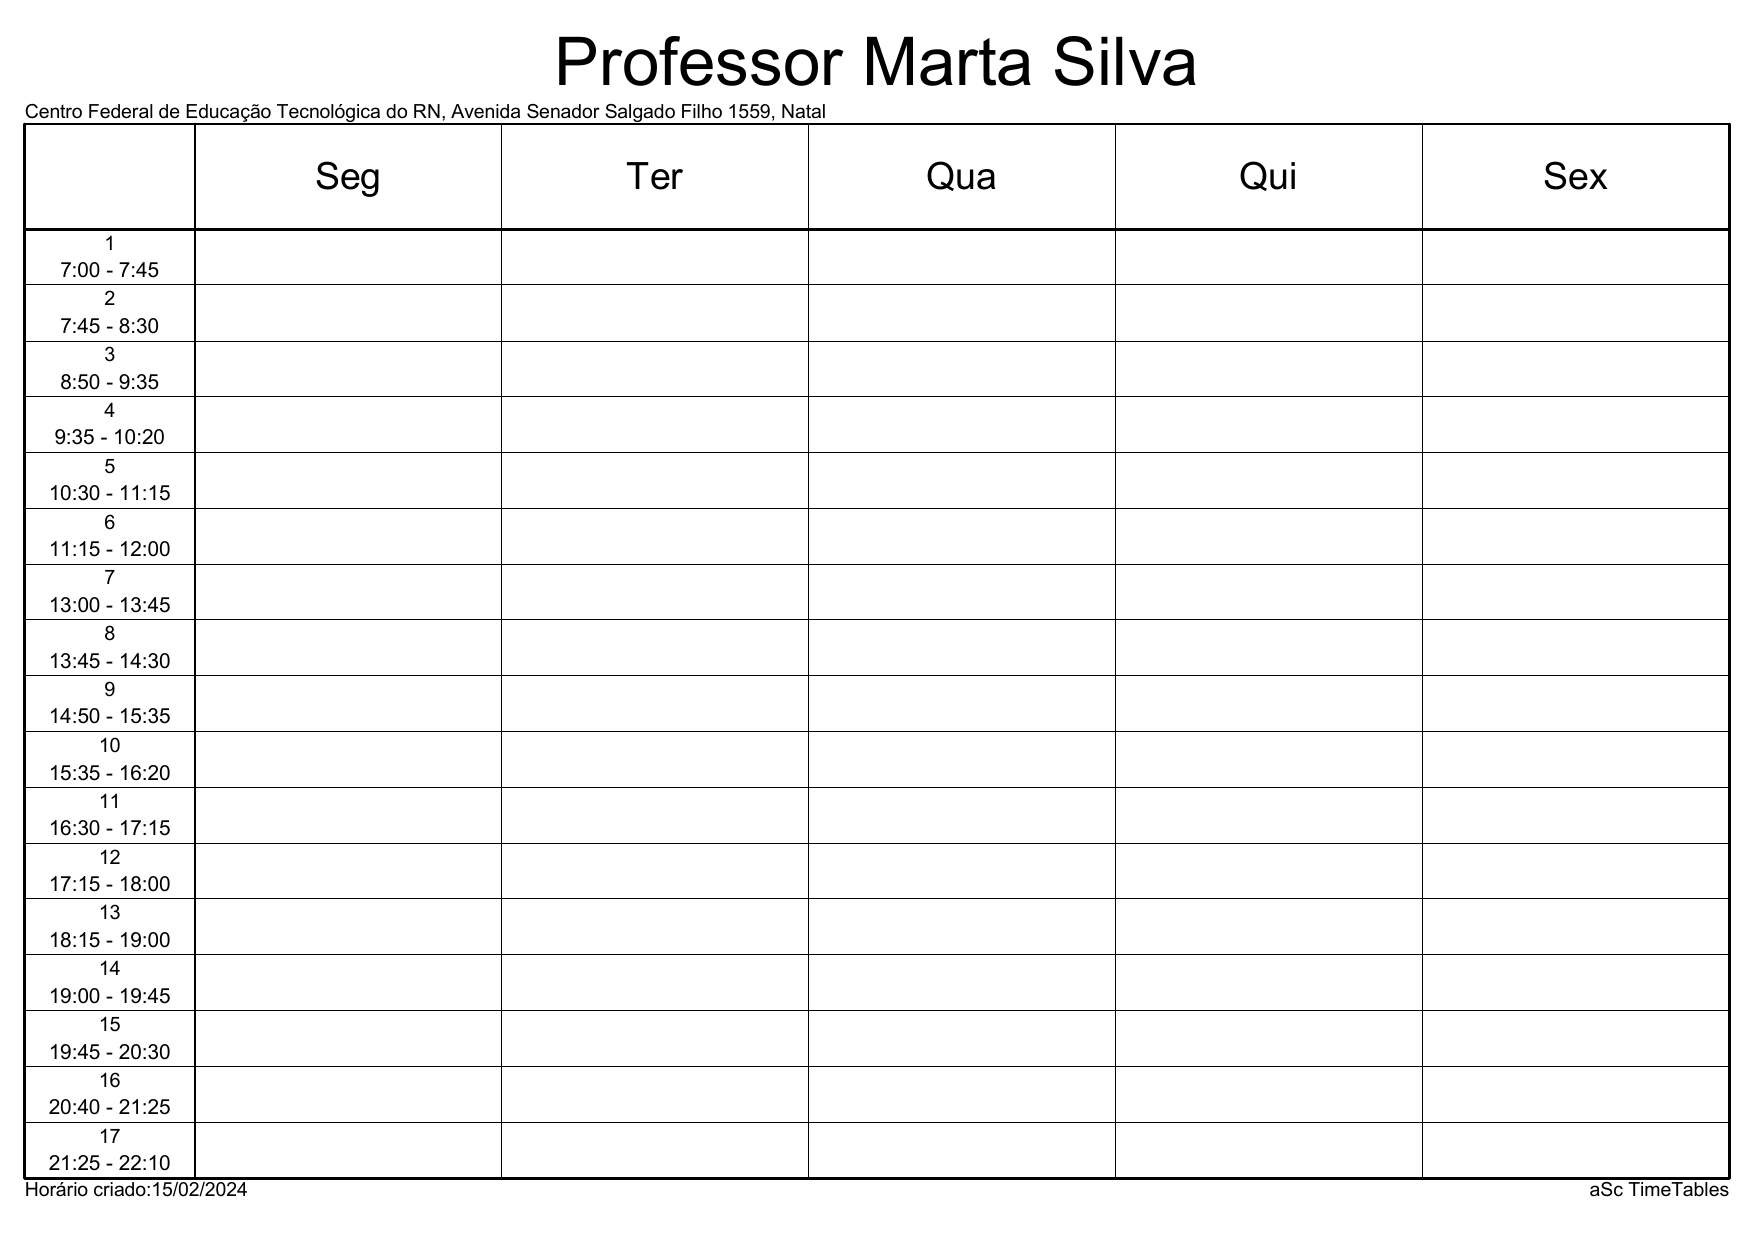 Professor Marta Silva
Centro Federal de Educação Tecnológica do RN, Avenida Senador Salgado Filho 1559, Natal
Seg Ter Qua Qui Sex
1
7:00 - 7:45
2
7:45 - 8:30
3
8:50 - 9:35
4
9:35 - 10:20
5
10:30 - 11:15
6
11:15 - 12:00
7
13:00 - 13:45
8
13:45 - 14:30
9
14:50 - 15:35
10
15:35 - 16:20
11
16:30 - 17:15
12
17:15 - 18:00
13
18:15 - 19:00
14
19:00 - 19:45
15
19:45 - 20:30
16
20:40 - 21:25
17
21:25 - 22:10
Horário criado:15/02/2024 aSc TimeTables